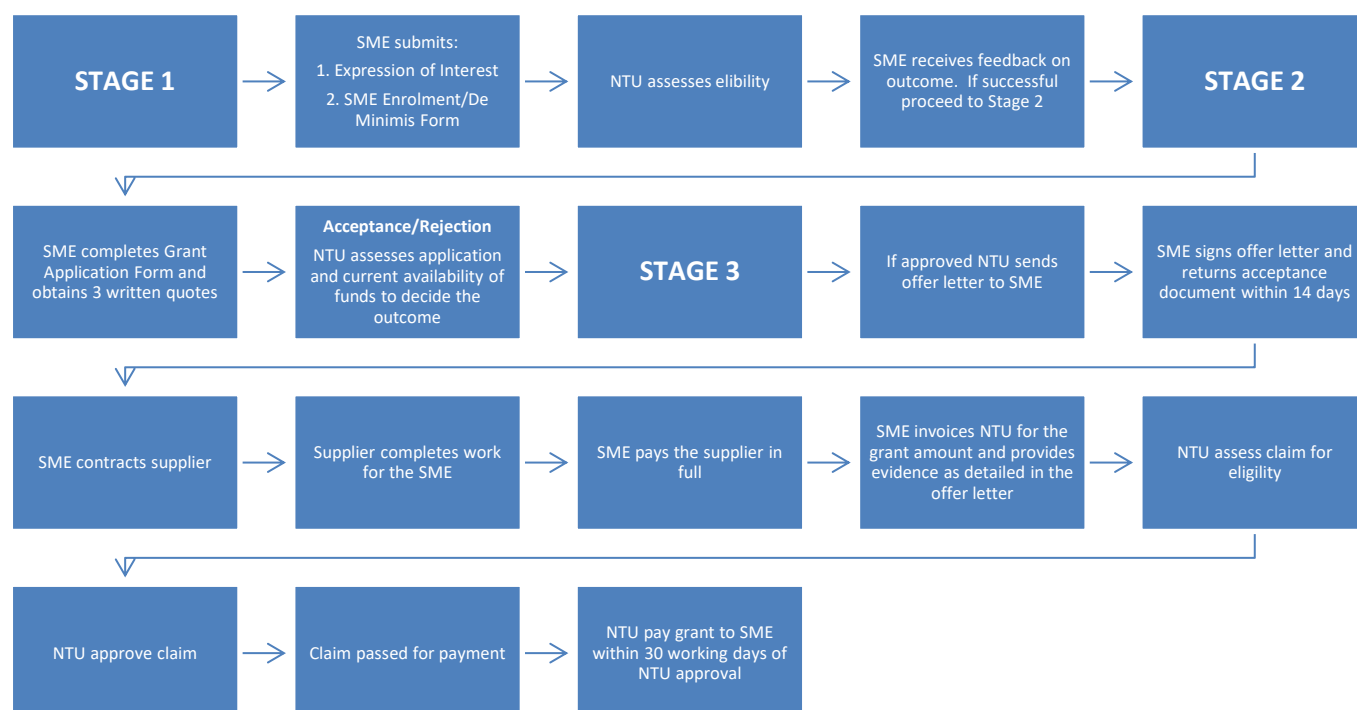 STAGE 1
SME submits:
1. Expression of Interest
2. SME Enrolment/De
Minimis Form
NTU assesses elibility
SME receives feedback on
outcome.  If successful
proceed to Stage 2
STAGE 2
SME completes Grant
Application Form and
obtains 3 written quotes
Acceptance/Rejection
NTU assesses application
and current availability of
funds to decide the
outcome
STAGE 3
If approved NTU sends
offer letter to SME
SME signs offer letter and
returns acceptance
document within 14 days
SME contracts supplier
Supplier completes work
for the SME
SME pays the supplier in
full
SME invoices NTU for the
grant amount and provides
evidence as detailed in the
offer letter
NTU assess claim for
eligility
NTU approve claim
Claim passed for payment
NTU pay grant to SME
within 30 working days of
NTU approval